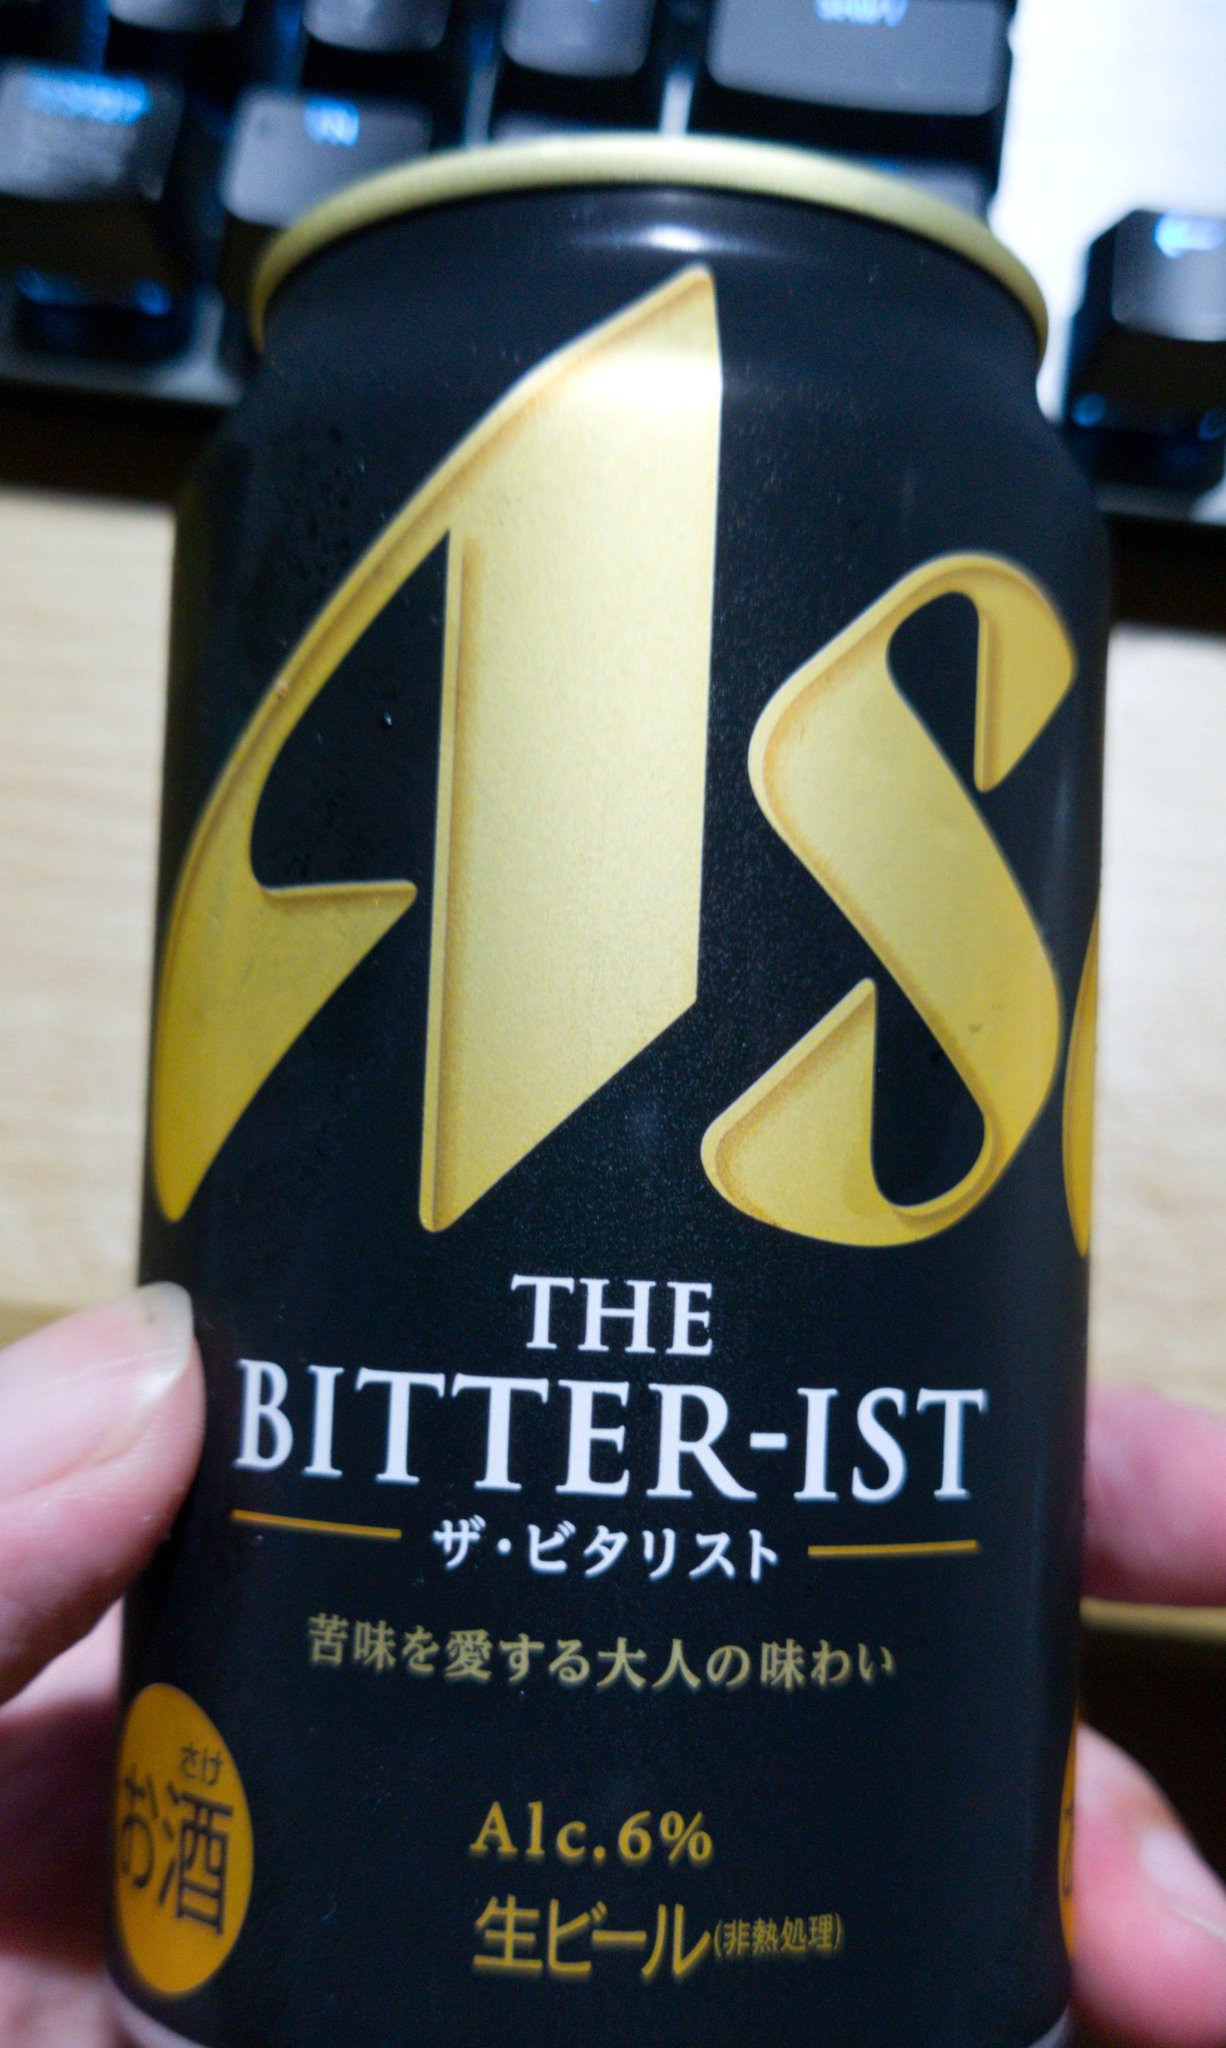 As
THE
BITTER-IST
ザ・ビタリスト
苦味を愛する大人の味わい
さけ
お酒
Alc.6%
生ビール(非熱処理)